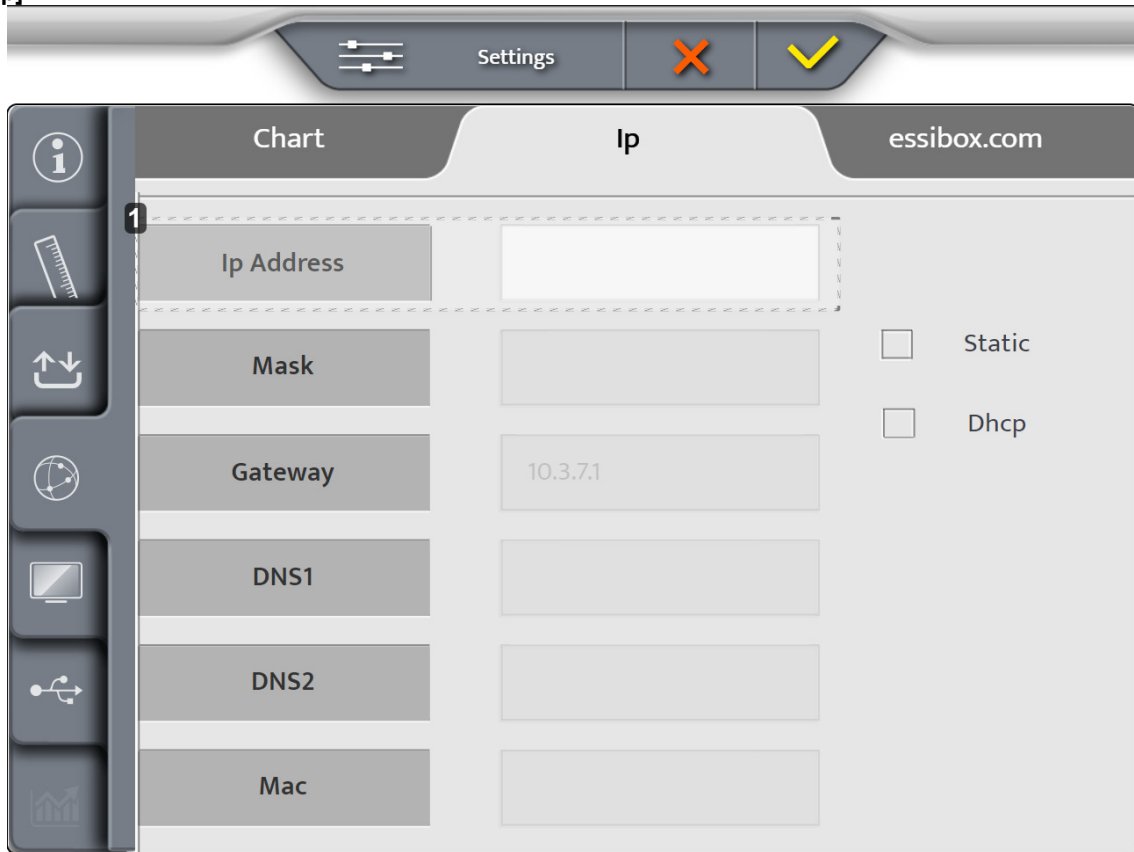 Settings
Chart
Ip
essibox.com
1
Ip Address
Mask
Static
Dhcp
Gateway
10.3.7.1
DNS1
DNS2
Mac